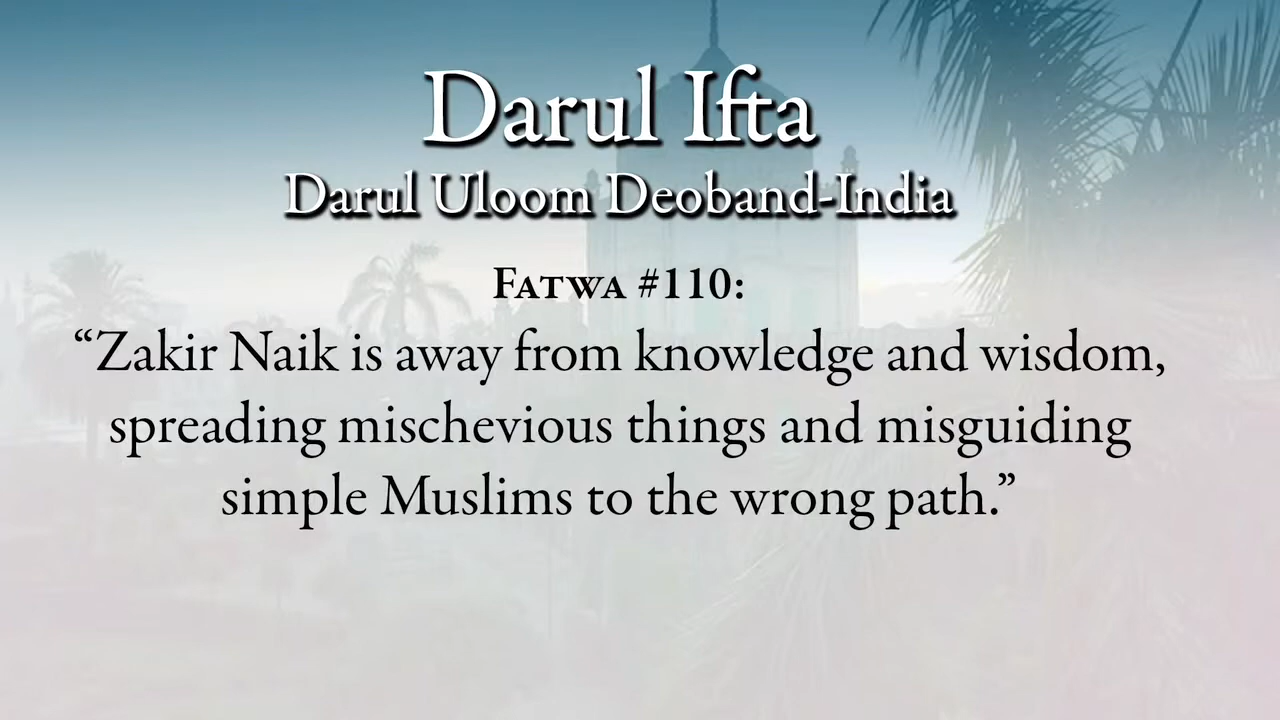 Darul Ifta
Darul Uloom Deoband-India
Fatwa #110:
“Zakir Naik is away from knowledge and wisdom,
spreading mischevious things and misguiding
simple Muslims to the wrong path.”